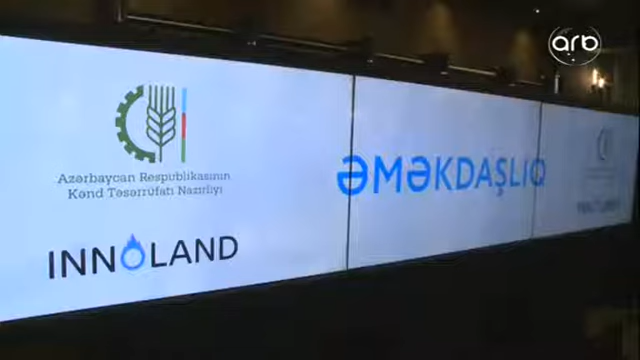 arb
Azərbaycan Respublikasının
Kənd Təsərrüfatı Nazirliyi
INNOLAND
ƏMƏKDAŞLIQ